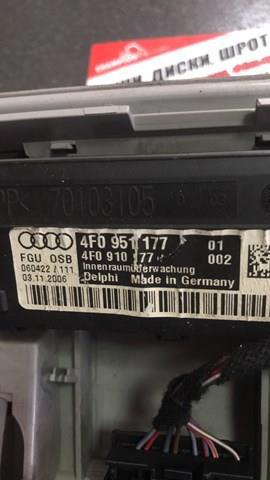 НИ ДИСКИ ШРОТ
PP< 70103105
4F0 951 177 01
FGU OSB 4F0 910 177 002
060422 / 111 Innenraumüberwachung
03.11.2006 Delphi Made in Germany